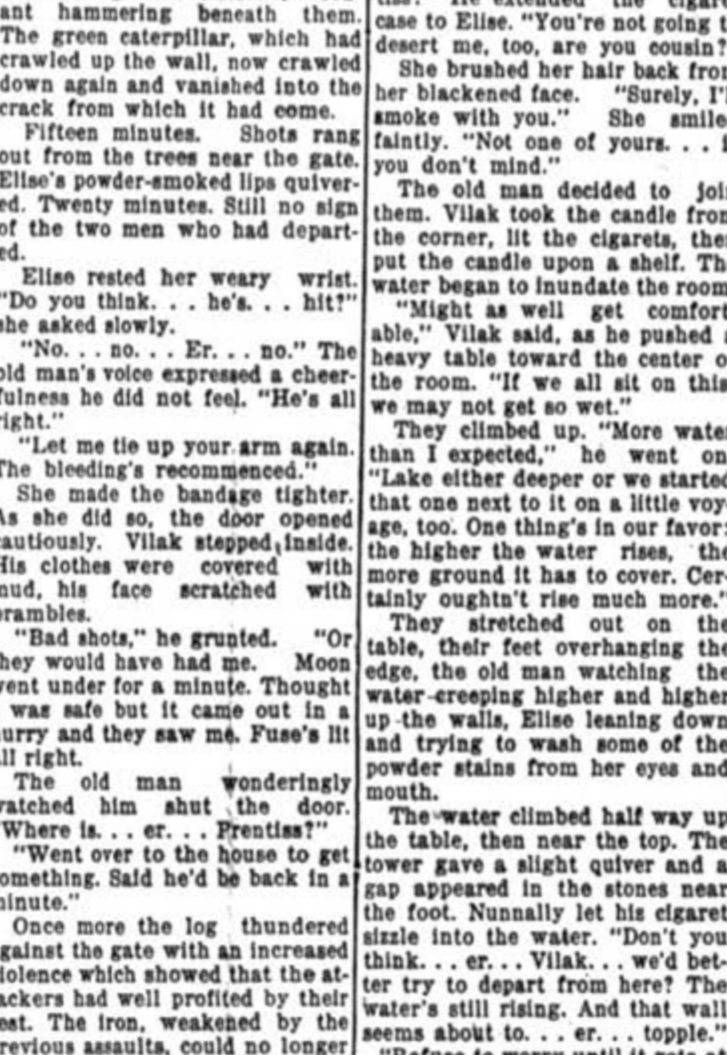 ant hammering beneath them.
The green caterpillar, which had
crawled up the wall, now crawled
down again and vanished into the
crack from which it had come.
Fifteen minutes. Shots rang
out from the trees near the gate.
Elise's powder-smoked lips quiver-
ed. Twenty minutes. Still no sign
of the two men who had depart-
ed.
Elise rested her weary wrist.
"Do you think. . . he's. . . hit?"
she asked slowly.
"No. . . no. . . Er. . . no." The
old man's voice expressed a cheer-
fulness he did not feel. "He's all
right."
"Let me tie up your arm again.
The bleeding's recommenced."
She made the bandage tighter.
As she did so, the door opened
cautiously. Vilak stepped inside.
His clothes were covered with
mud, his face scratched with
brambles.
"Bad shots," he grunted. "Or
they would have had me. Moon
went under for a minute. Thought
was safe but it came out in a
hurry and they saw me. Fuse's lit
all right.
The old man wonderingly
watched him shut the door.
"Where is. . . er. . . Prentiss?"
"Went over to the house to get
something. Said he'd be back in a
minute."
Once more the log thundered
against the gate with an increased
violence which showed that the at-
tackers had well profited by their
rest. The iron, weakened by the
previous assaults, could no longer
He extended the
case to Elise. "You're not going
desert me, too, are you cousin
She brushed her hair back from
her blackened face. "Surely, I'll
smoke with you." She smile
faintly. "Not one of yours. . .
you don't mind."
The old man decided to join
them. Vilak took the candle from
the corner, lit the cigarets, then
put the candle upon a shelf. The
water began to inundate the room
"Might as well get comfort
able," Vilak said, as he pushed a
heavy table toward the center of
the room. "If we all sit on this
we may not get so wet."
They climbed up. "More water
than I expected," he went on
"Lake either deeper or we started
that one next to it on a little voy
age, too. One thing's in our favor:
the higher the water rises, the
more ground it has to cover. Cer-
tainly oughtn't rise much more."
They stretched out on the
table, their feet overhanging the
edge, the old man watching the
water creeping higher and higher
up the walls, Elise leaning down
and trying to wash some of the
powder stains from her eyes and
mouth.
The water climbed half way up
the table, then near the top. The
tower gave a slight quiver and a
gap appeared in the stones near
the foot. Nunnally let his cigaret
sizzle into the water. "Don't you
think. . . er. . . Vilak. . . we'd bet-
ter try to depart from here? The
water's still rising. And that wall
seems about to. . . er. . . topple."